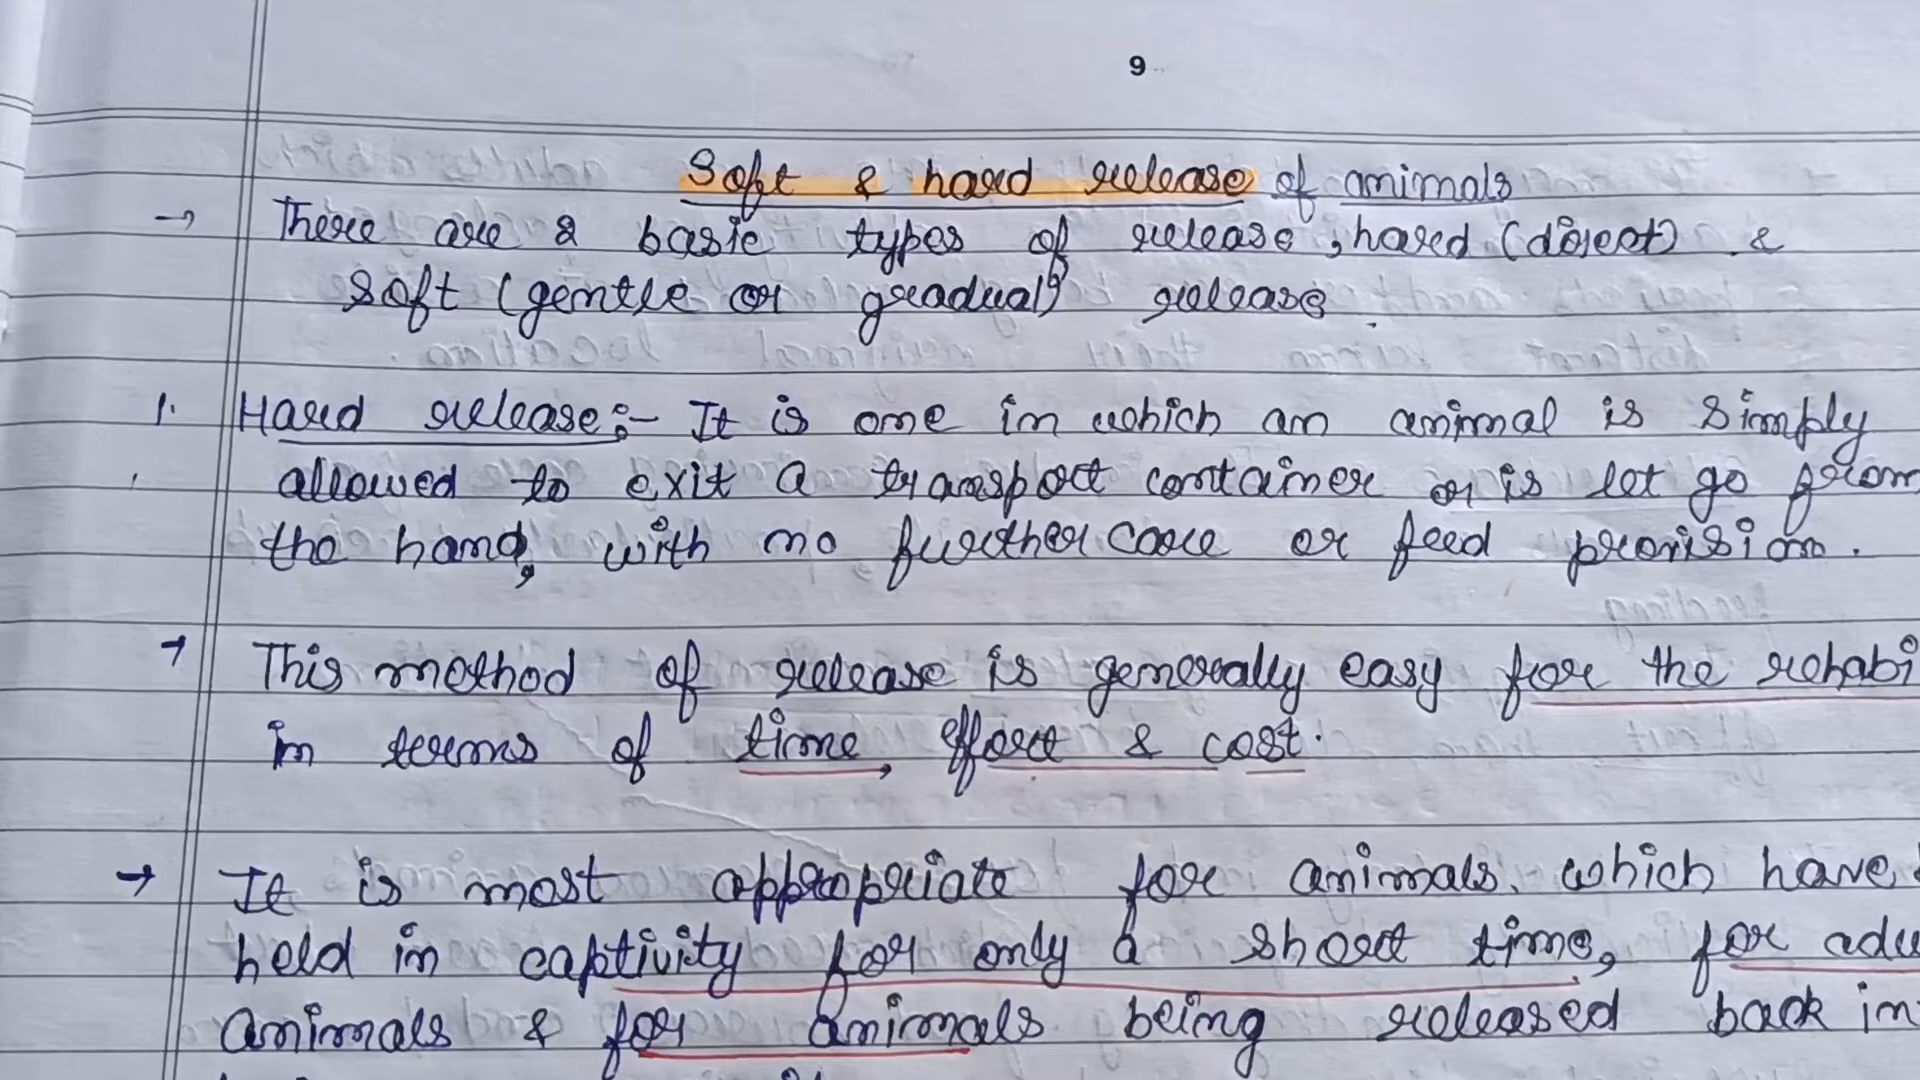 9
Soft & hard release of animals
→ There are 2 basic types of release, hard (direct) &
soft (gentle or gradual) release.
1. Hard release:- It is one in which an animal is simply
allowed to exit a transport container or is let go from
the hand, with no further care or feed provision.
→ This method of release is generally easy for the rehabi
in terms of time, effort & cost.
→ It is most appropriate for animals which have
held in captivity for only a short time, for adu
animals & for animals being released back in